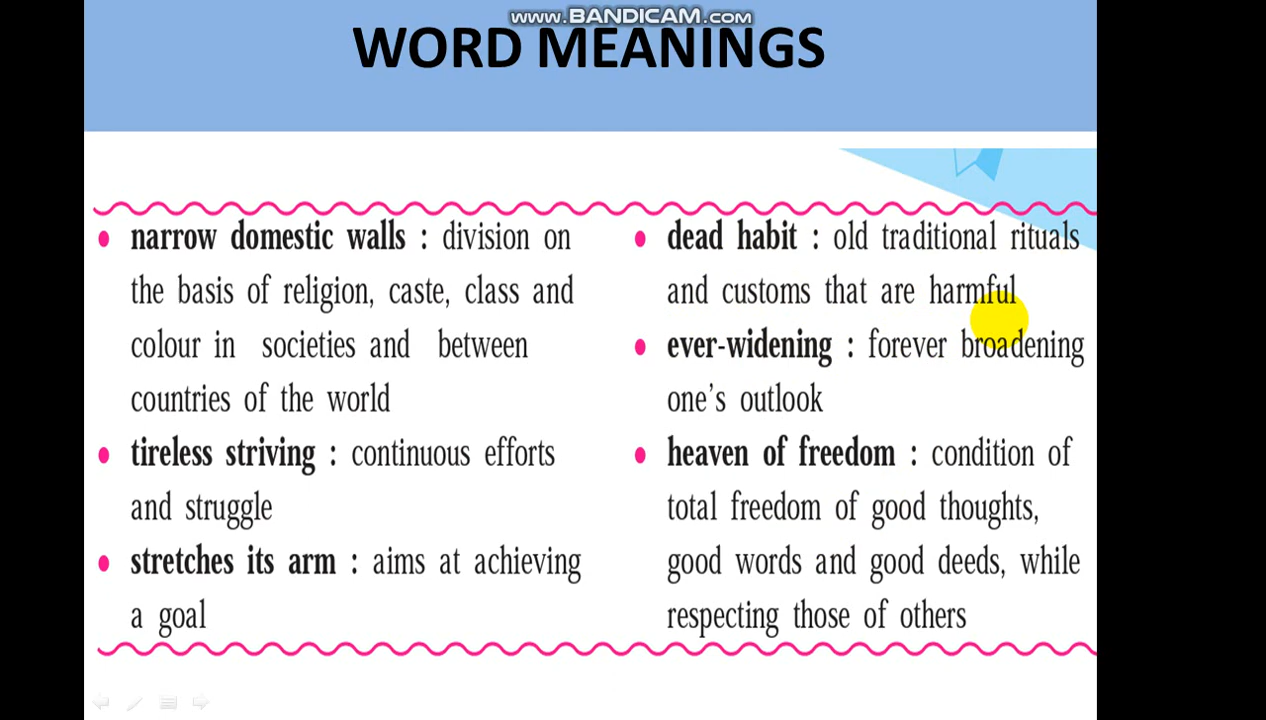 www.BANDICAM.com
WORD MEANINGS
narrow domestic walls : division on
the basis of religion, caste, class and
colour in societies and between
countries of the world
tireless striving : continuous efforts
and struggle
stretches its arm : aims at achieving
a goal
dead habit : old traditional rituals
and customs that are harmful
ever-widening : forever broadening
one's outlook
heaven of freedom : condition of
total freedom of good thoughts,
good words and good deeds, while
respecting those of others